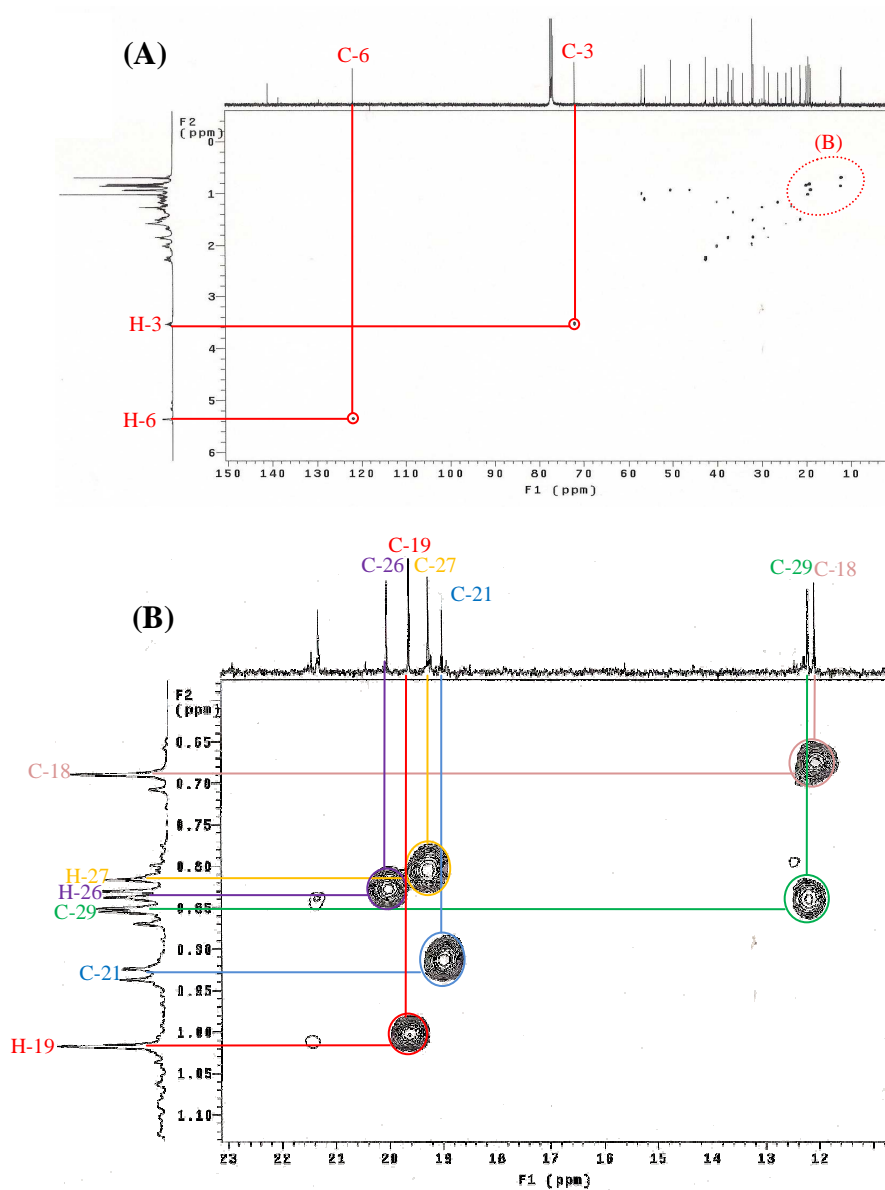 (A)
C-6
C-3
F2
(ppm)
0
(B)
1
2
3
H-3
4
5
H-6
6
150 140 130 120 110 100 90 80 70 60 50 40 30 20 10
F1 (ppm)
C-19
C-26 C-27 C-29 C-18
C-21
(B)
F2
(ppm)
0.65
C-18
0.70
0.75
0.80
H-27
H-26
0.85
C-29
0.90
C-21
0.95
1.00
H-19
1.05
1.10
23 22 21 20 19 18 17 16 15 14 13 12
F1 (ppm)